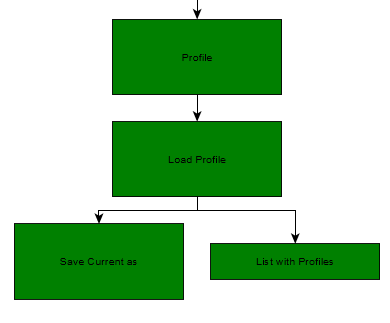 Profile
Load Profile
Save Current as
List with Profiles